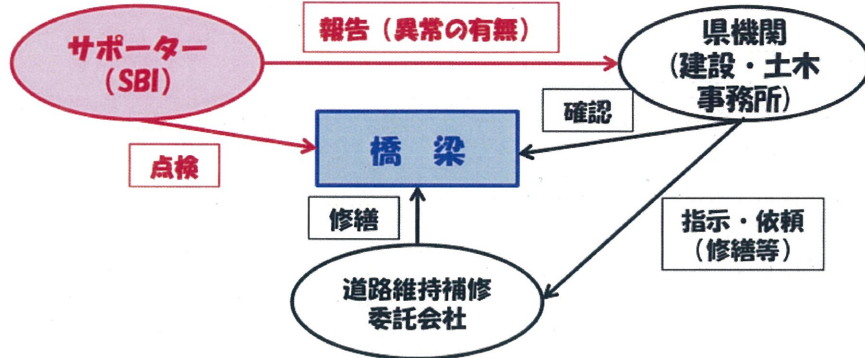 サポーター
(SBI)
報告(異常の有無)
県機関
(建設・土木
事務所)
確認
橋 梁
点検
修繕
指示・依頼
(修繕等)
道路維持補修
委託会社